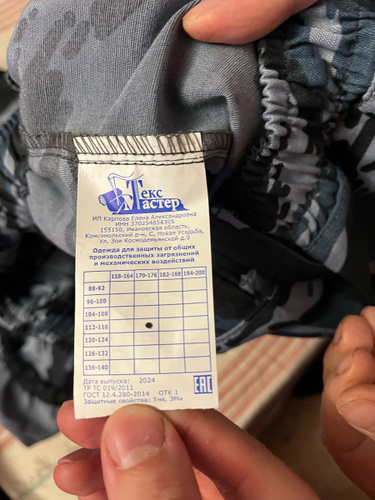 Текс
Мастер
ИП Карпова Елена Александровна
ИНН 370254854305
155150, Ивановская область,
Комсомольский р-н, С. Новая Усадьба,
Ул. Зои Космодемьянской д.9
Одежда для защиты от общих
производственных загрязнений
и механических воздействий
158-164 170-176 182-188 194-200
88-92
96-100
104-108
112-116
120-124
128-132
136-140
Дата выпуска: 2024
ТР ТС 019/2011
ГОСТ 12.4.280-2014 ОТК 1
Защитные свойства: Тнв, ЗМи
EAC